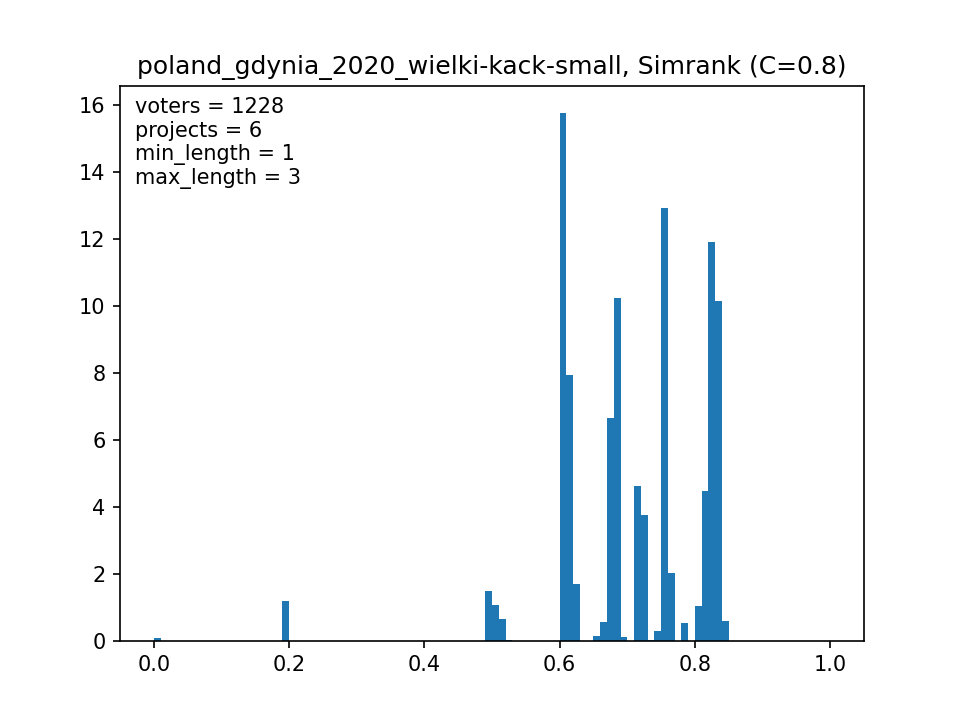 poland_gdynia_2020_wielki-kack-small, Simrank (C=0.8)
voters = 1228
projects = 6
min_length = 1
max_length = 3
16
14
12
10
8
6
4
2
0
0.0 0.2 0.4 0.6 0.8 1.0